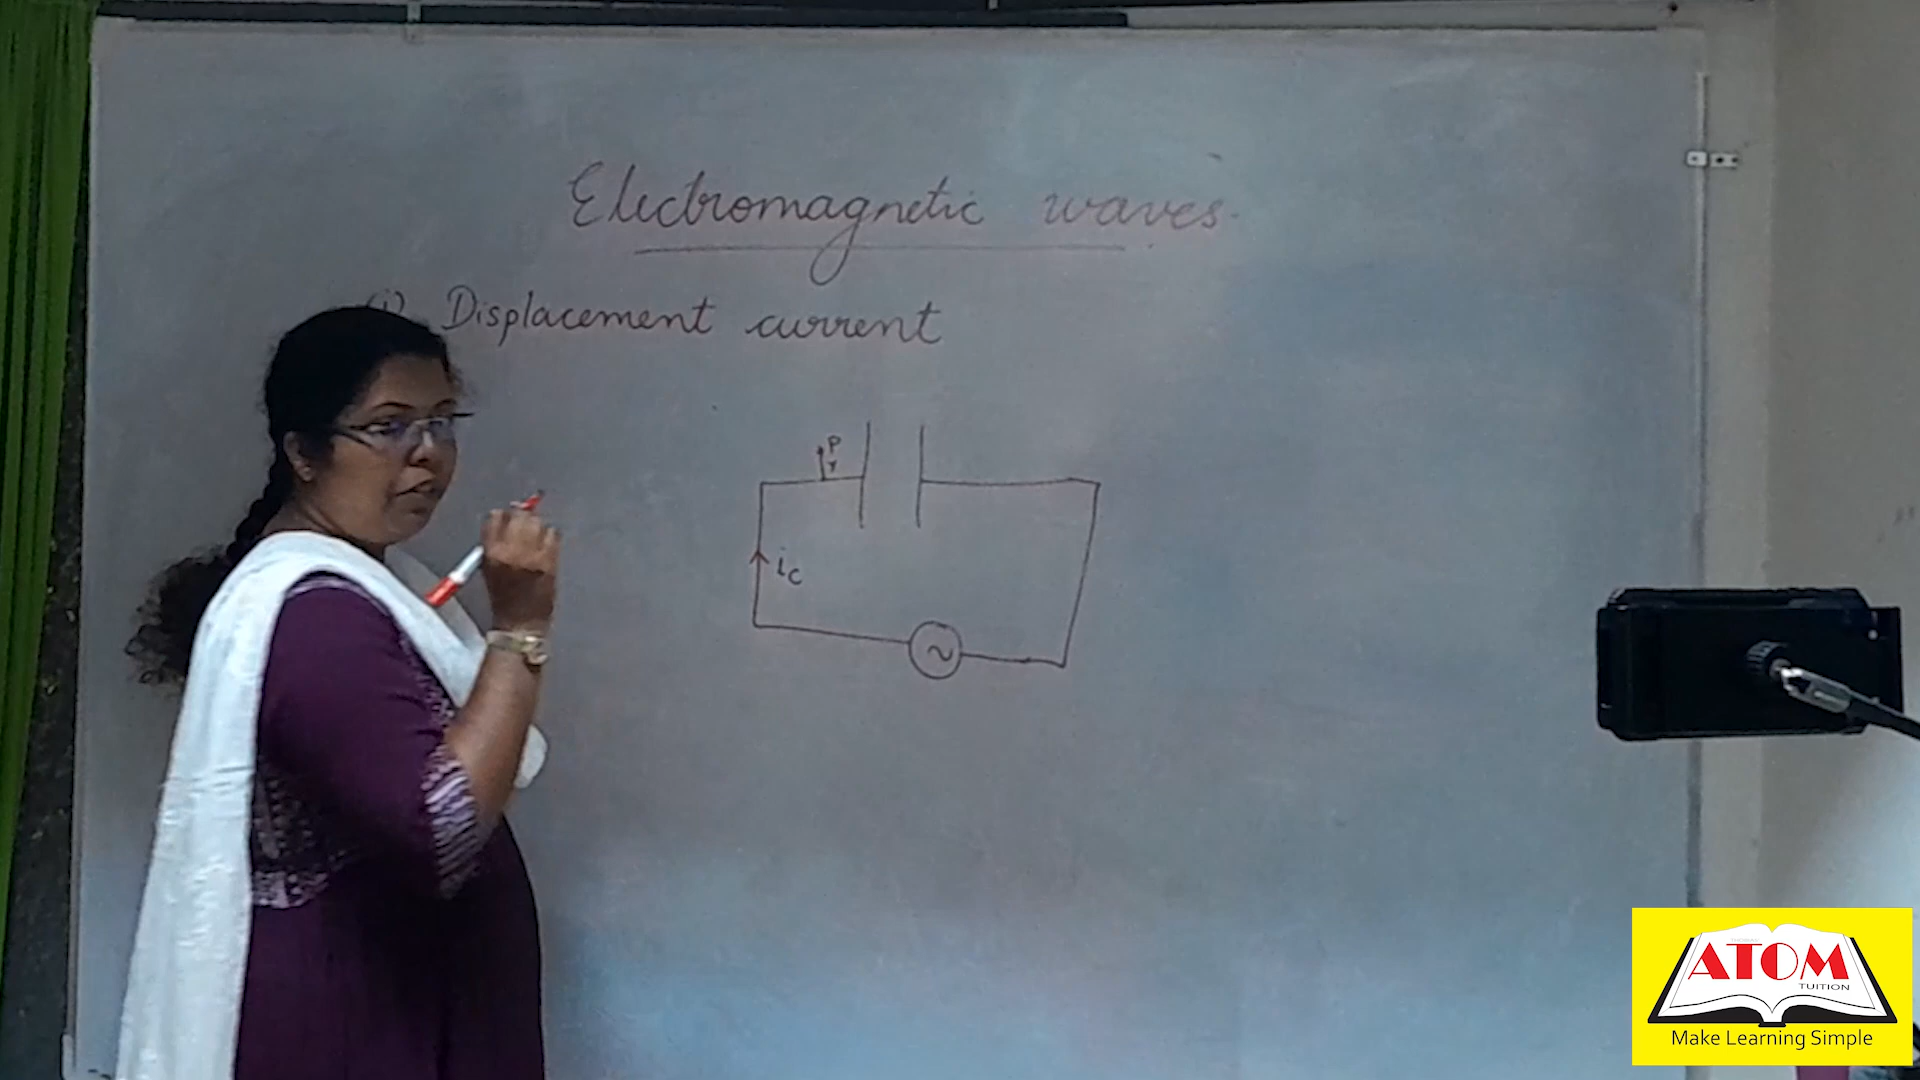 Electromagnetic waves.
(i) Displacement current
P
r
ic
~
ATOM
TUITION
Make Learning Simple